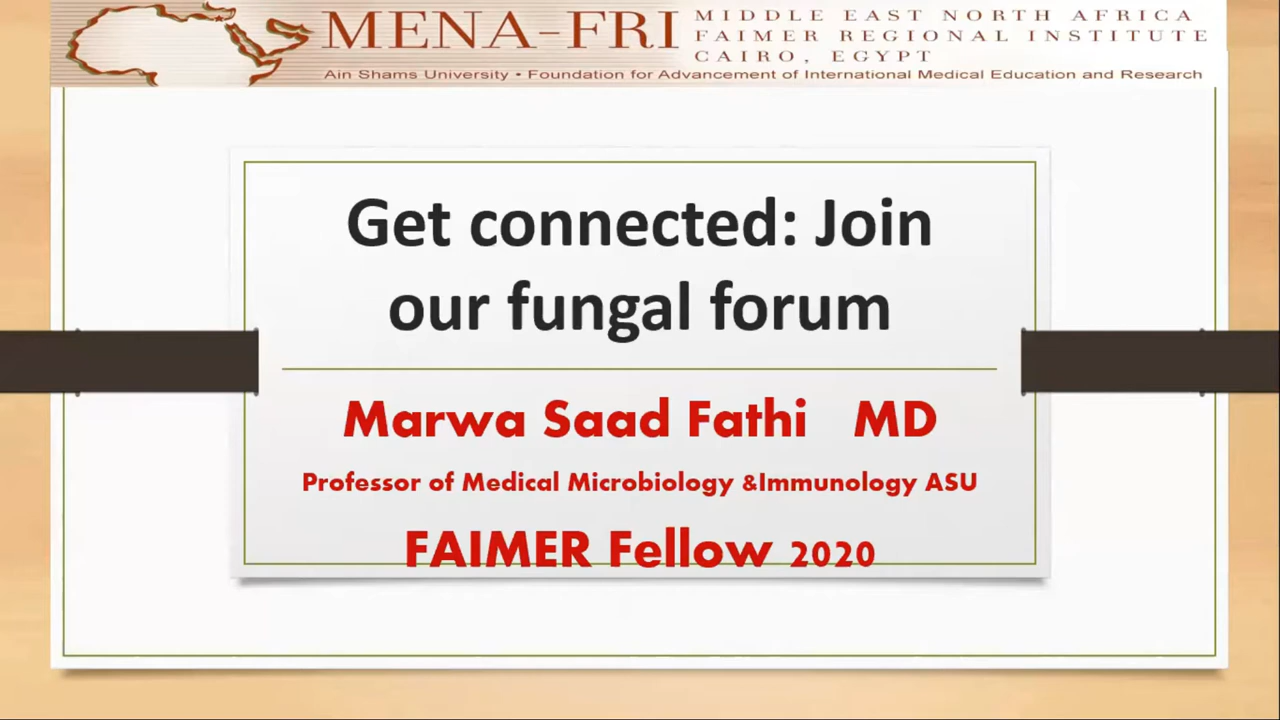 MENA-FRI
MIDDLE EAST NORTH AFRICA
FAIMER REGIONAL INSTITUTE
CAIRO, EGYPT
Ain Shams University • Foundation for Advancement of International Medical Education and Research
Get connected: Join
our fungal forum
Marwa Saad Fathi MD
Professor of Medical Microbiology &Immunology ASU
FAIMER Fellow 2020